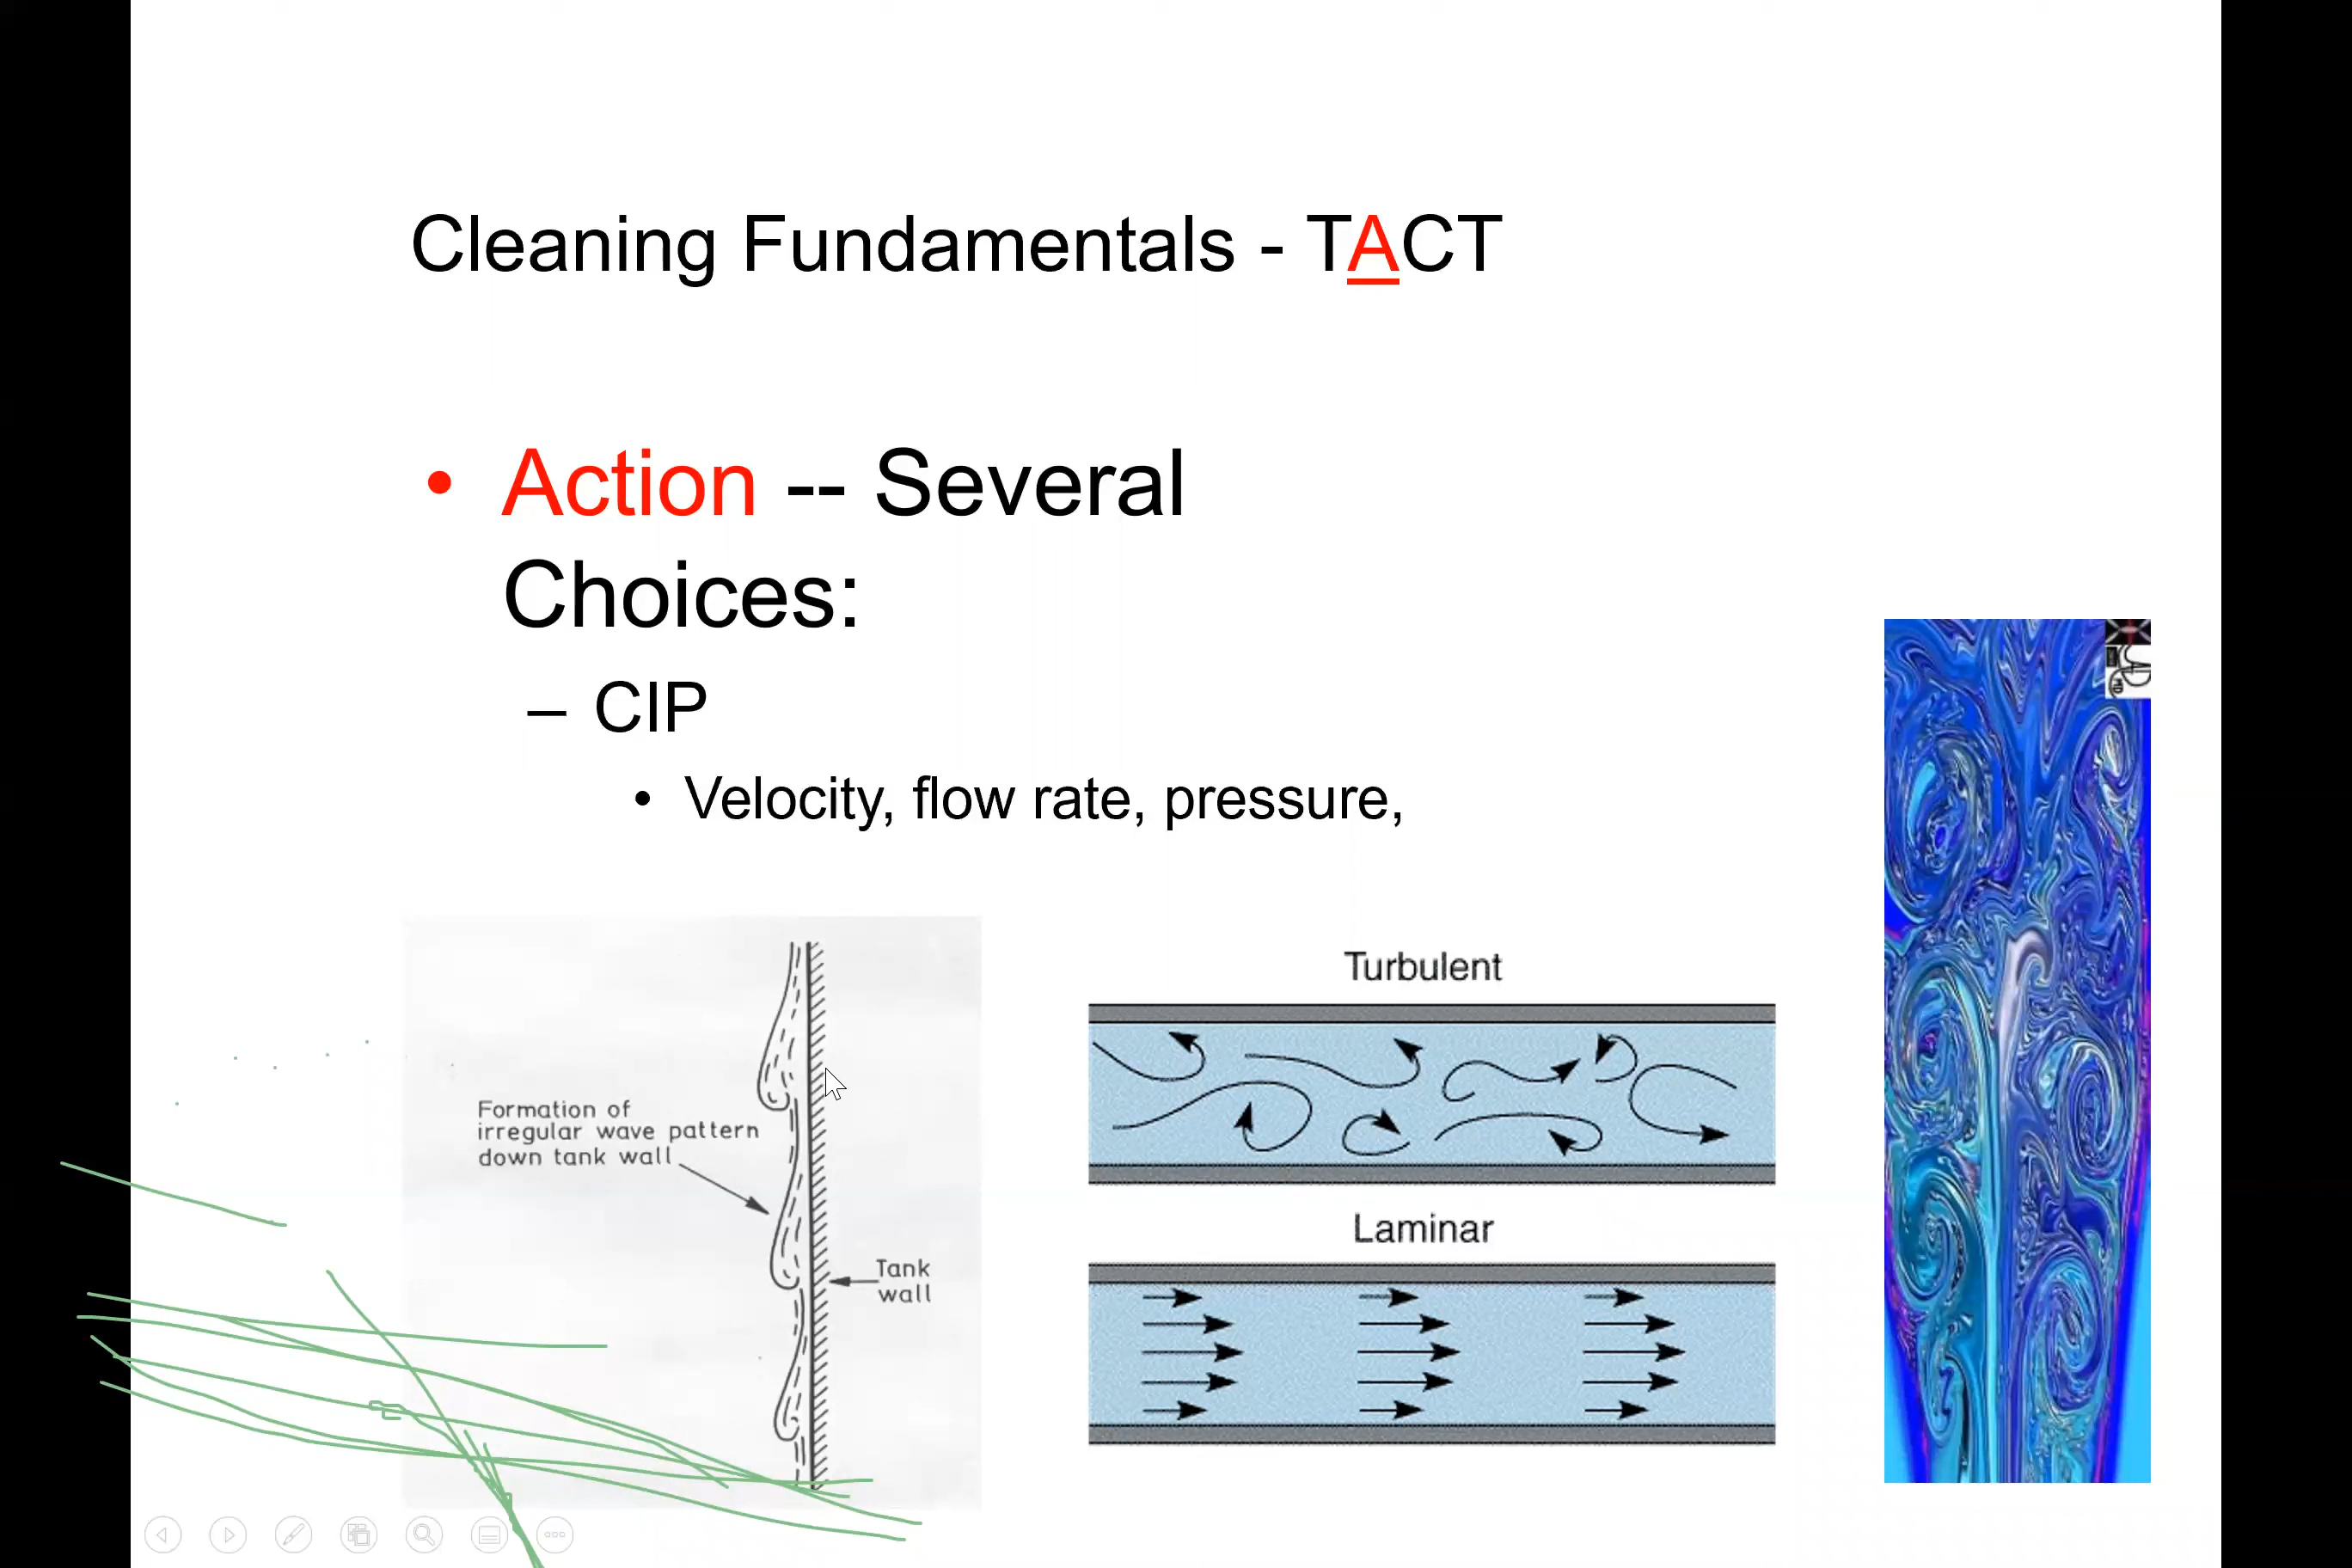 Cleaning Fundamentals - TACT
• Action -- Several
Choices:
– CIP
• Velocity, flow rate, pressure,
Formation of
irregular wave pattern
down tank wall
Tank
wall
Turbulent
Laminar